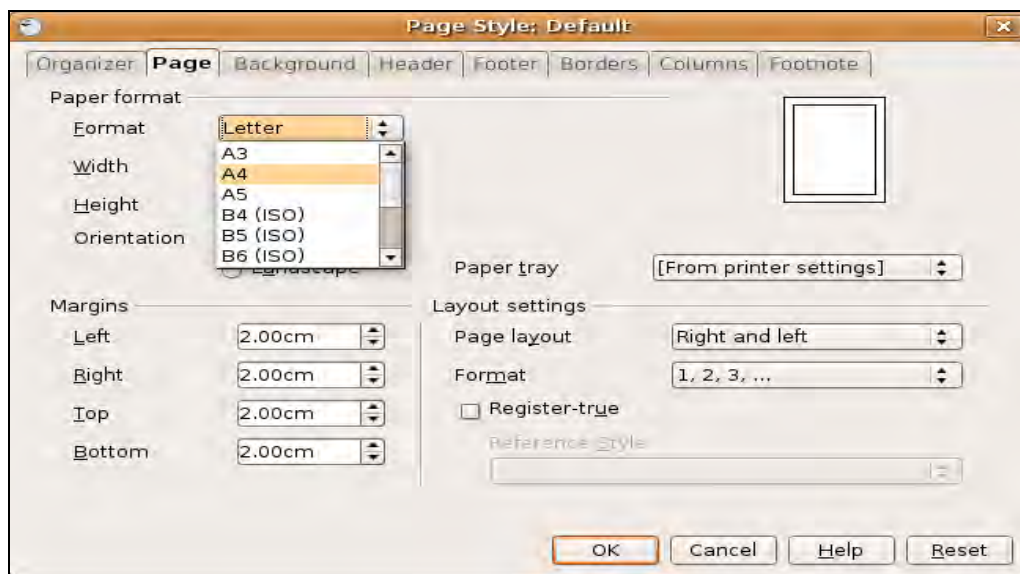 Page Style: Default
Organizer Page Background Header Footer Borders Columns Footnote
Paper format
Format Letter
A3
Width
A4
A5
Height
B4 (ISO)
Orientation B5 (ISO)
B6 (ISO)
Landscape
Paper tray [From printer settings]
Margins Layout settings
Left 2.00cm Page layout Right and left
Right 2.00cm Format 1, 2, 3, ...
Top 2.00cm Register-true
Reference Style
Bottom 2.00cm
OK Cancel Help Reset